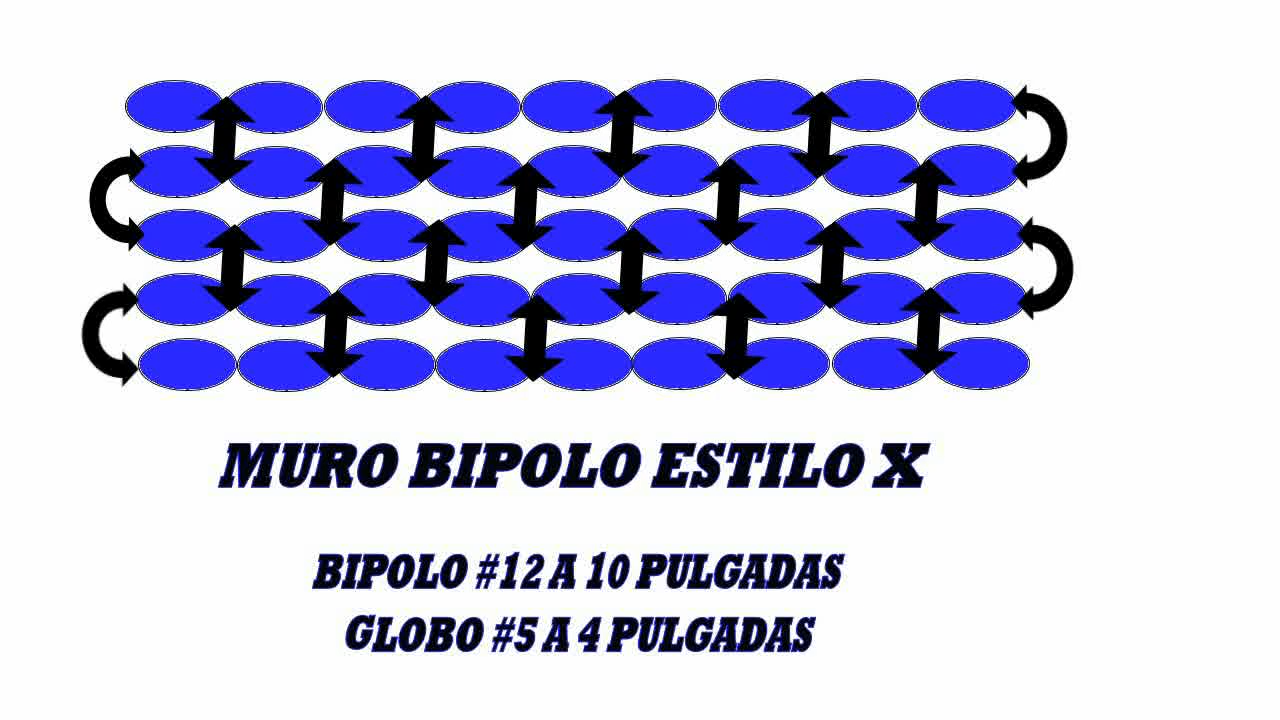 MURO BIPOLO ESTILO X
BIPOLO #12 A 10 PULGADAS
GLOBO #5 A 4 PULGADAS